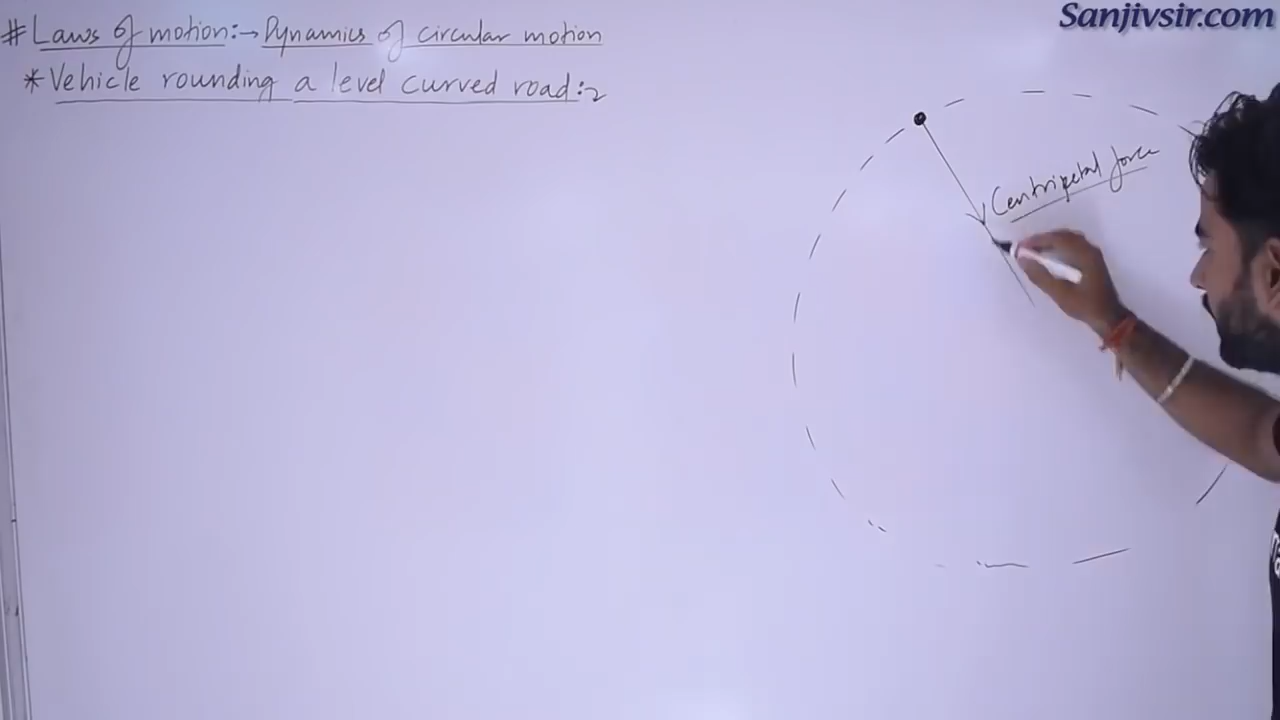 Sanjivsir.com
# Laws of motion:→ Dynamics of circular motion
* Vehicle rounding a level curved road:→
Centripetal force